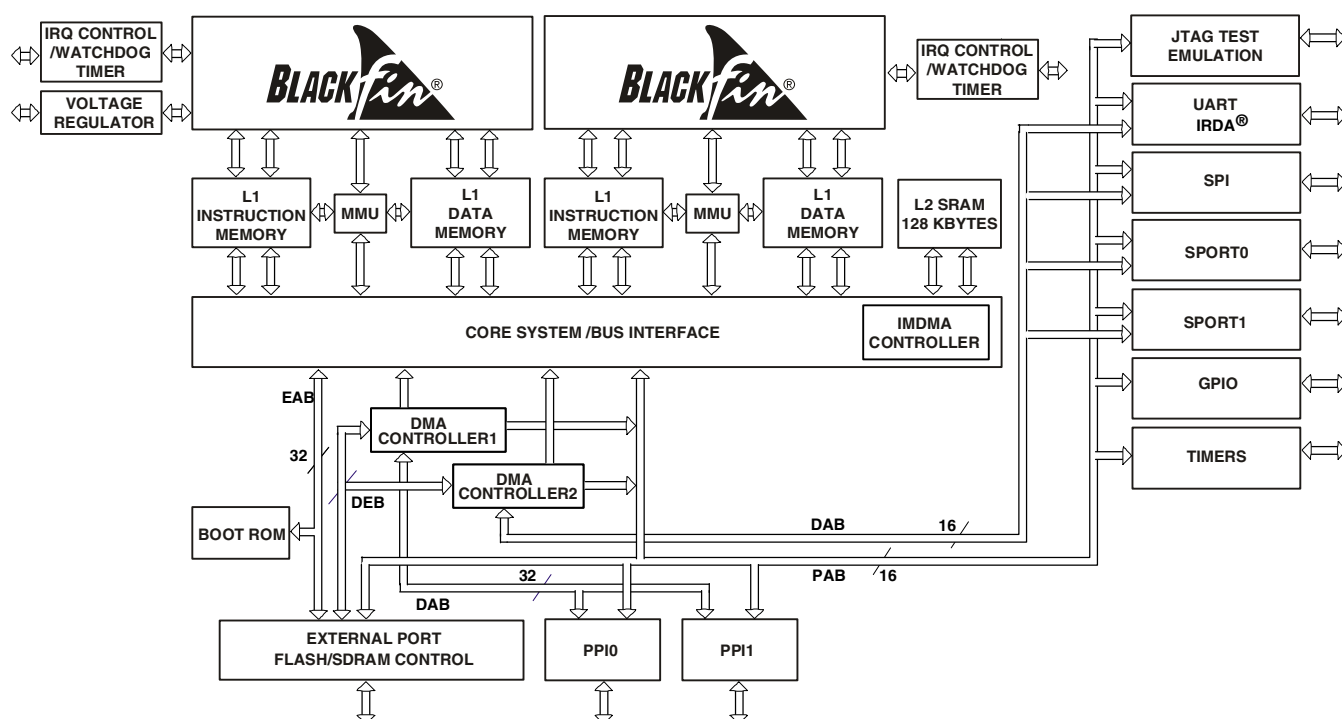 IRQ CONTROL
/WATCHDOG
TIMER
VOLTAGE
REGULATOR
BLACKfin®
BLACKfin®
IRQ CONTROL
/WATCHDOG
TIMER
JTAG TEST
EMULATION
UART
IRDA®
SPI
SPORT0
SPORT1
GPIO
TIMERS
L1
INSTRUCTION
MEMORY
MMU
L1
DATA
MEMORY
L1
INSTRUCTION
MEMORY
MMU
L1
DATA
MEMORY
L2 SRAM
128 KBYTES
CORE SYSTEM /BUS INTERFACE
IMDMA
CONTROLLER
EAB
32
DMA
CONTROLLER1
DEB
DMA
CONTROLLER2
BOOT ROM
DAB
16
PAB
16
32
DAB
EXTERNAL PORT
FLASH/SDRAM CONTROL
PPI0
PPI1